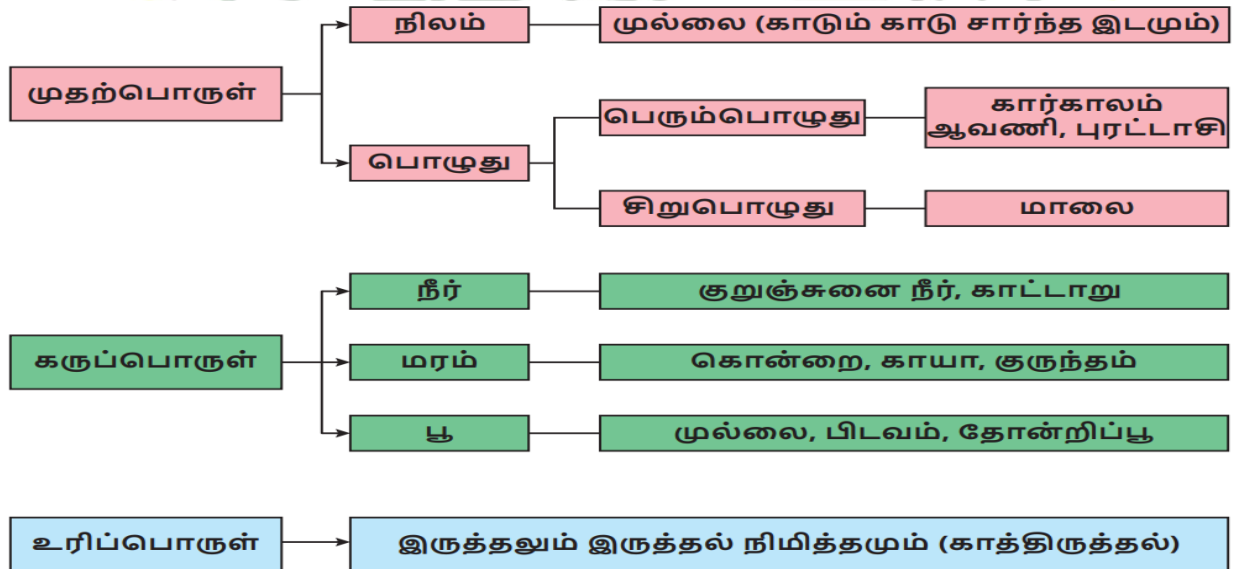 நிலம்
முல்லை (காடும் காடு சார்ந்த இடமும்)
முதற்பொருள்
பொழுது
பெரும்பொழுது
கார்காலம்
ஆவணி, புரட்டாசி
சிறுபொழுது
மாலை
கருப்பொருள்
நீர்
குறுஞ்சுனை நீர், காட்டாறு
மரம்
கொன்றை, காயா, குருந்தம்
பூ
முல்லை, பிடவம், தோன்றிப்பூ
உரிப்பொருள்
இருத்தலும் இருத்தல் நிமித்தமும் (காத்திருத்தல்)